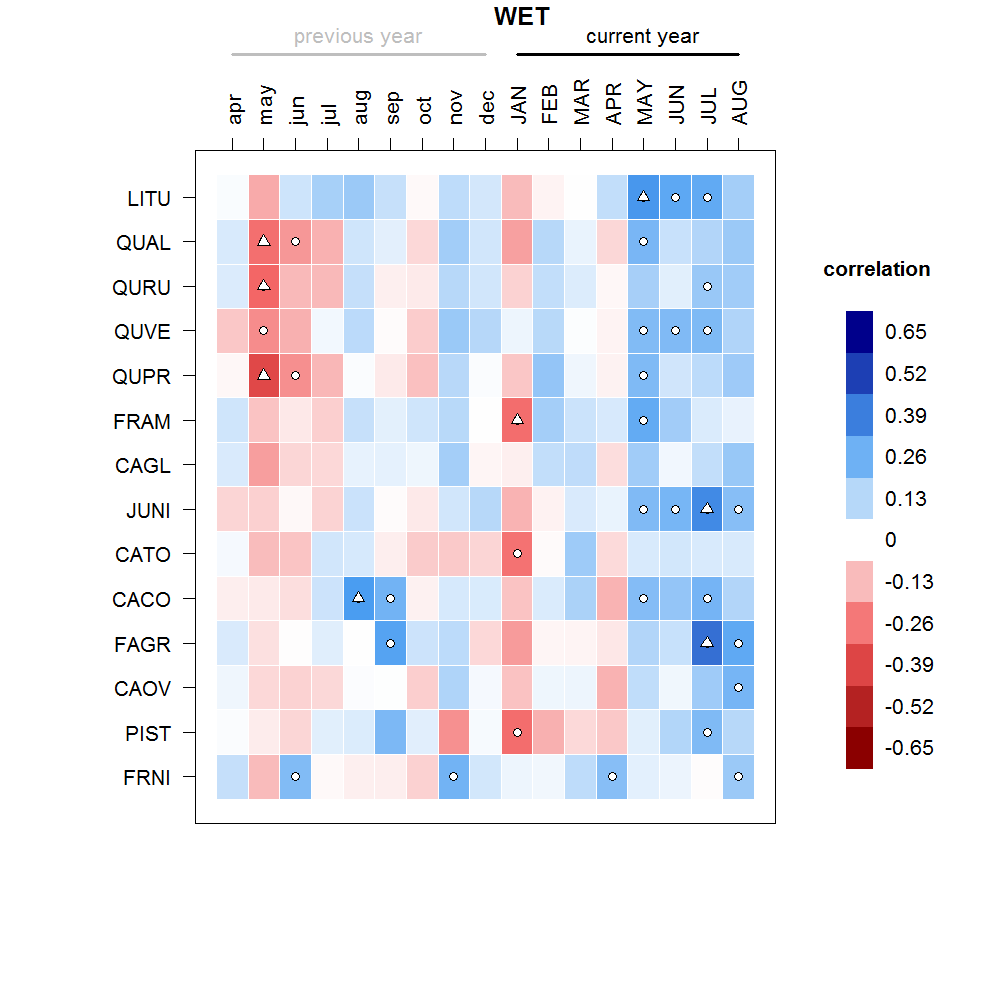 WET
previous year current year
apr may jun jul aug sep oct nov dec JAN FEB MAR APR MAY JUN JUL AUG
LITU
QUAL
QURU
QUVE
QUPR
FRAM
CAGL
JUNI
CATO
CACO
FAGR
CAOV
PIST
FRNI
correlation
0.65
0.52
0.39
0.26
0.13
0
-0.13
-0.26
-0.39
-0.52
-0.65